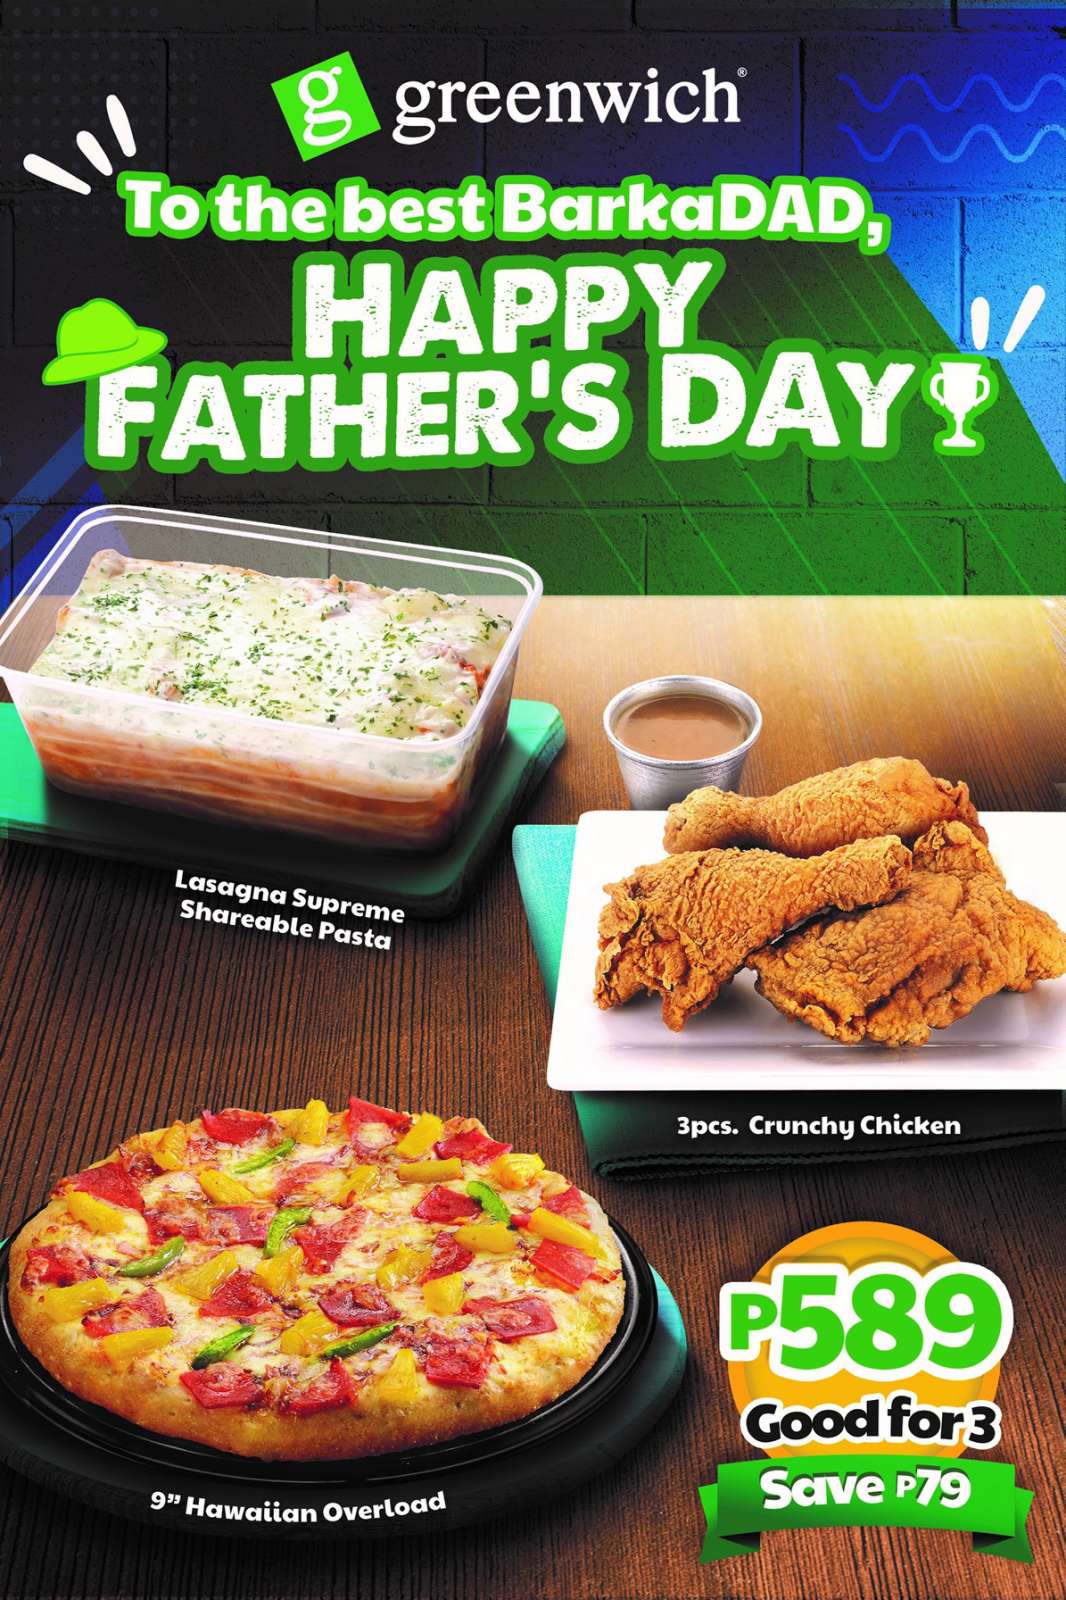 g greenwich®
To the best BarkaDAD,
HAPPY
FATHER'S DAY
Lasagna Supreme
Shareable Pasta
3pcs. Crunchy Chicken
9” Hawaiian Overload
P589
Good for 3
Save P79